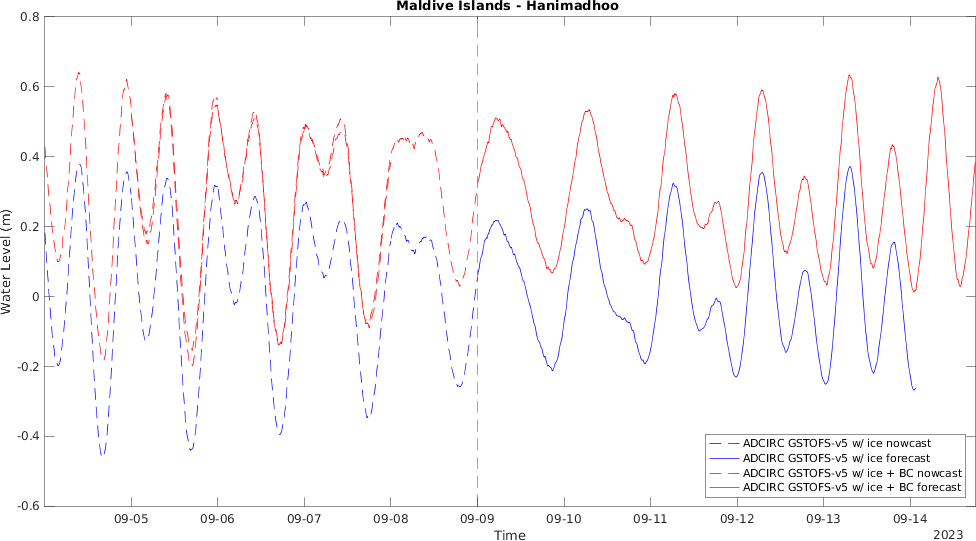 Maldive Islands - Hanimadhoo
Water Level (m)
0.8
0.6
0.4
0.2
0
-0.2
-0.4
-0.6
09-05 09-06 09-07 09-08 09-09 09-10 09-11 09-12 09-13 09-14
Time
2023
ADCIRC GSTOFS-v5 w/ ice nowcast
ADCIRC GSTOFS-v5 w/ ice forecast
ADCIRC GSTOFS-v5 w/ ice + BC nowcast
ADCIRC GSTOFS-v5 w/ ice + BC forecast